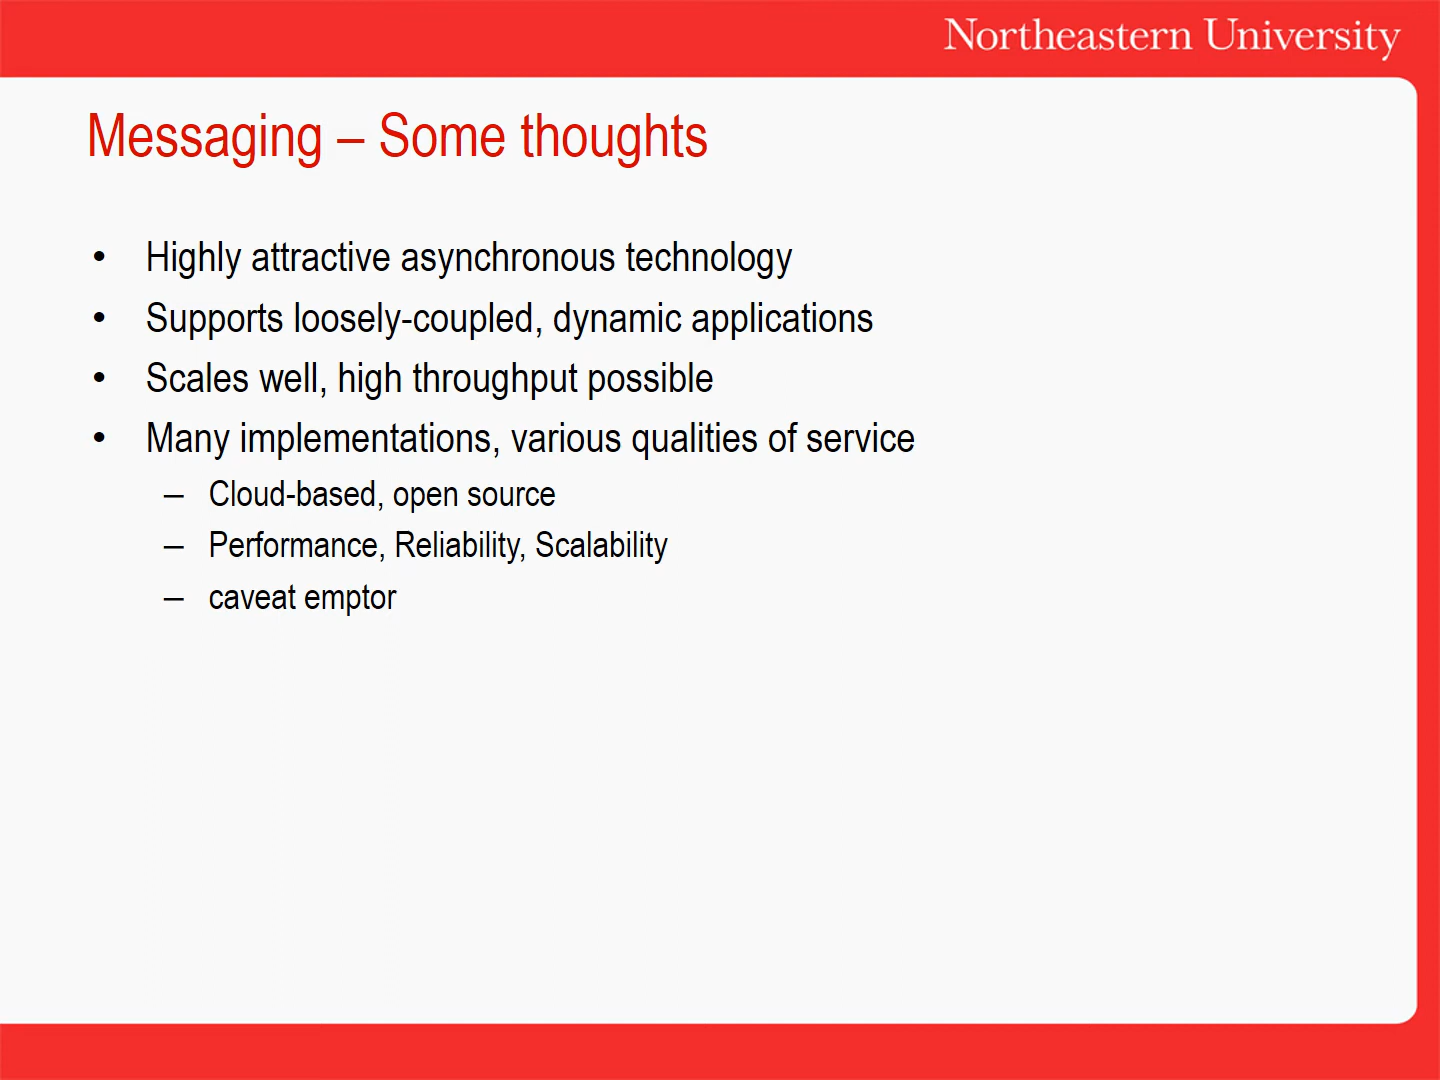 Northeastern University
Messaging – Some thoughts
• Highly attractive asynchronous technology
• Supports loosely-coupled, dynamic applications
• Scales well, high throughput possible
• Many implementations, various qualities of service
– Cloud-based, open source
– Performance, Reliability, Scalability
– caveat emptor